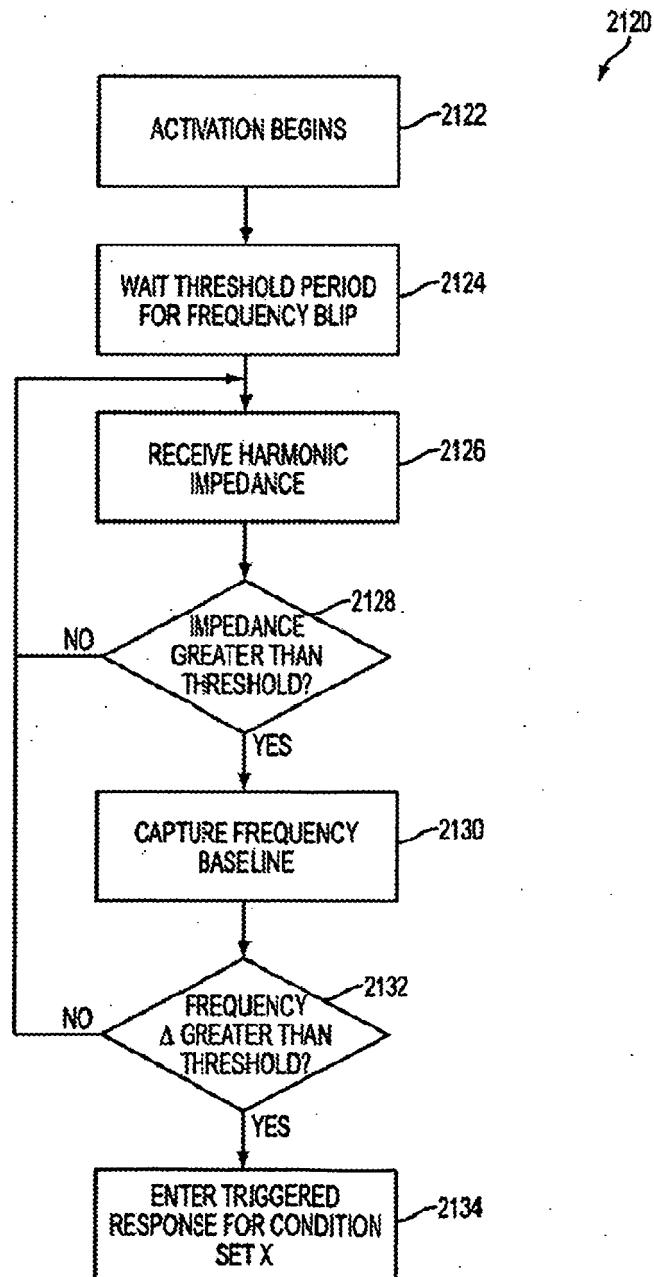 2120
ACTIVATION BEGINS
2122
WAIT THRESHOLD PERIOD
FOR FREQUENCY BLIP
2124
RECEIVE HARMONIC
IMPEDANCE
2126
2128
IMPEDANCE
GREATER THAN
THRESHOLD?
NO
YES
CAPTURE FREQUENCY
BASELINE
2130
2132
FREQUENCY
Δ GREATER THAN
THRESHOLD?
NO
YES
ENTER TRIGGERED
RESPONSE FOR CONDITION
SET X
2134